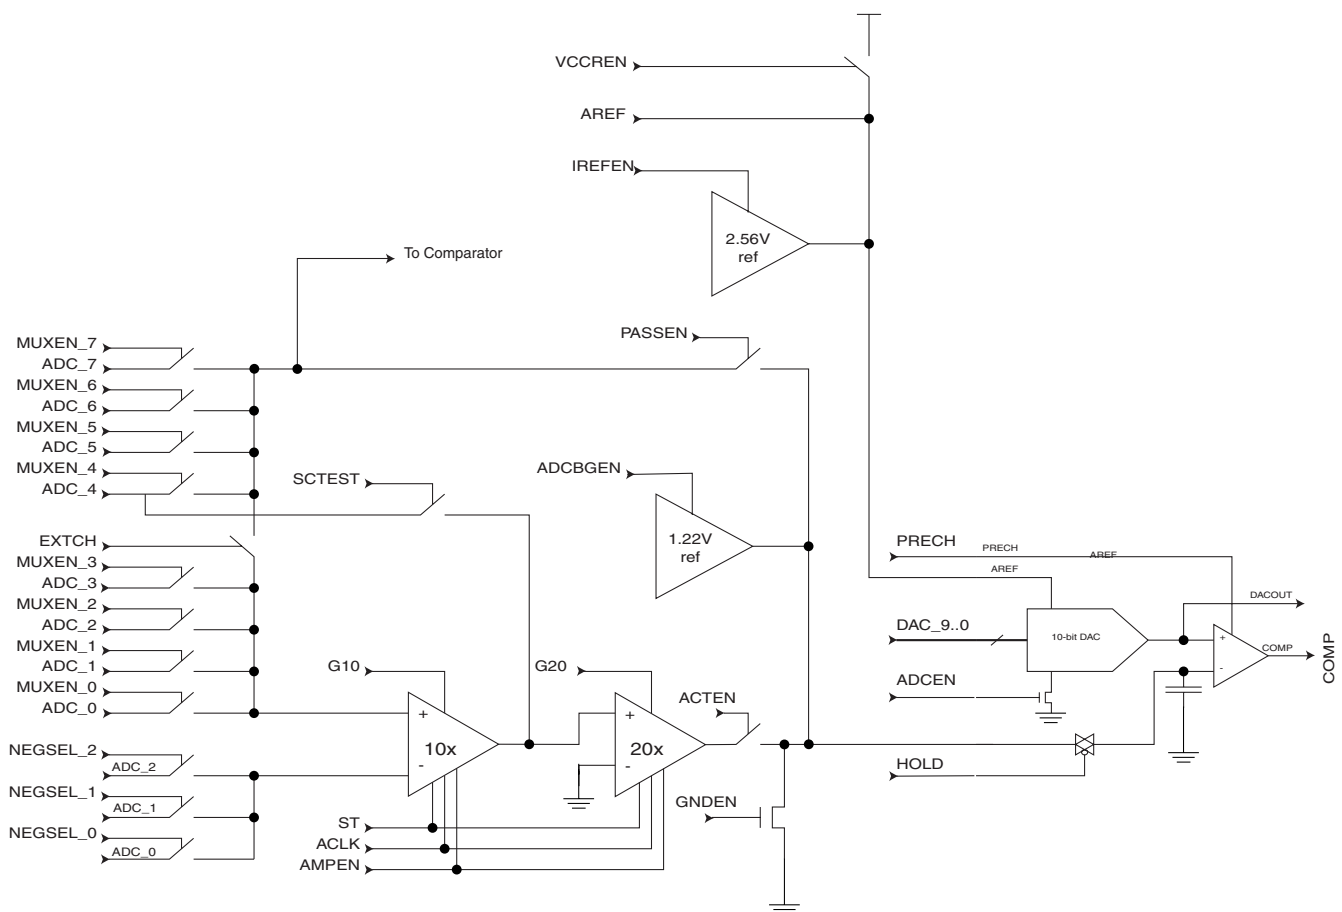 VCCREN
AREF
IREFEN
2.56V
ref
To Comparator
PASSEN
MUXEN_7
ADC_7
MUXEN_6
ADC_6
MUXEN_5
ADC_5
MUXEN_4
ADC_4
SCTEST
ADCBGEN
1.22V
ref
EXTCH
MUXEN_3
ADC_3
MUXEN_2
ADC_2
MUXEN_1
ADC_1
MUXEN_0
ADC_0
PRECH
PRECH
AREF
AREF
DACOUT
DAC_9..0
10-bit DAC
+
-
COMP
COMP
ADCEN
G10
G20
ACTEN
+
10x
-
+
20x
-
NEGSEL_2
ADC_2
NEGSEL_1
ADC_1
NEGSEL_0
ADC_0
HOLD
GNDEN
ST
ACLK
AMPEN